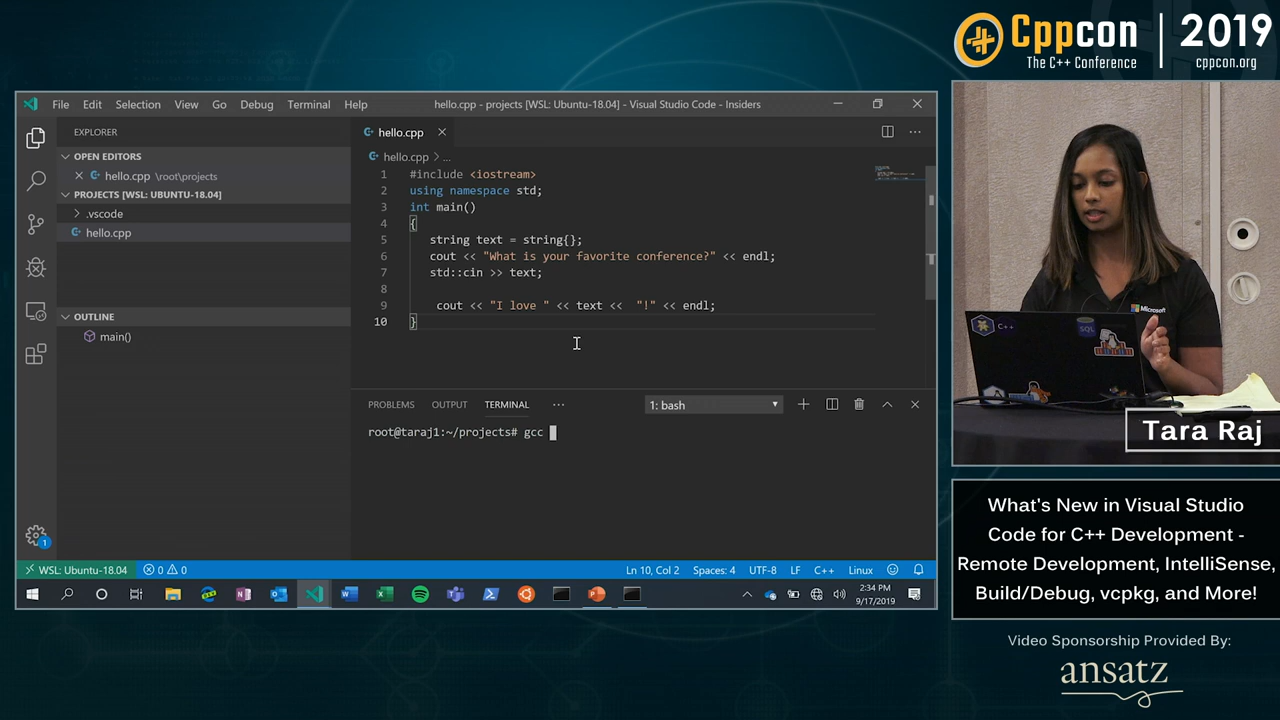 Cppcon | 2019
The C++ Conference
cppcon.org
File Edit Selection View Go Debug Terminal Help
hello.cpp - projects [WSL: Ubuntu-18.04] - Visual Studio Code - Insiders
EXPLORER
OPEN EDITORS
hello.cpp \root\projects
PROJECTS [WSL: UBUNTU-18.04]
.vscode
hello.cpp
OUTLINE
main()
1
hello.cpp
hello.cpp > ...
1 #include <iostream>
2 using namespace std;
3 int main()
4 {
5 string text = string{};
6 cout << "What is your favorite conference?" << endl;
7 std::cin >> text;
8
9 cout << "I love " << text << "!" << endl;
10 }
PROBLEMS OUTPUT TERMINAL ...
1: bash
root@taraj1:~/projects# gcc
WSL: Ubuntu-18.04 0 0
Ln 10, Col 2 Spaces: 4 UTF-8 LF C++ Linux
2:34 PM
9/17/2019
Microsoft
C++
SQL
Tara Raj
What's New in Visual Studio
Code for C++ Development -
Remote Development, IntelliSense,
Build/Debug, vcpkg, and More!
Video Sponsorship Provided By:
ansatz